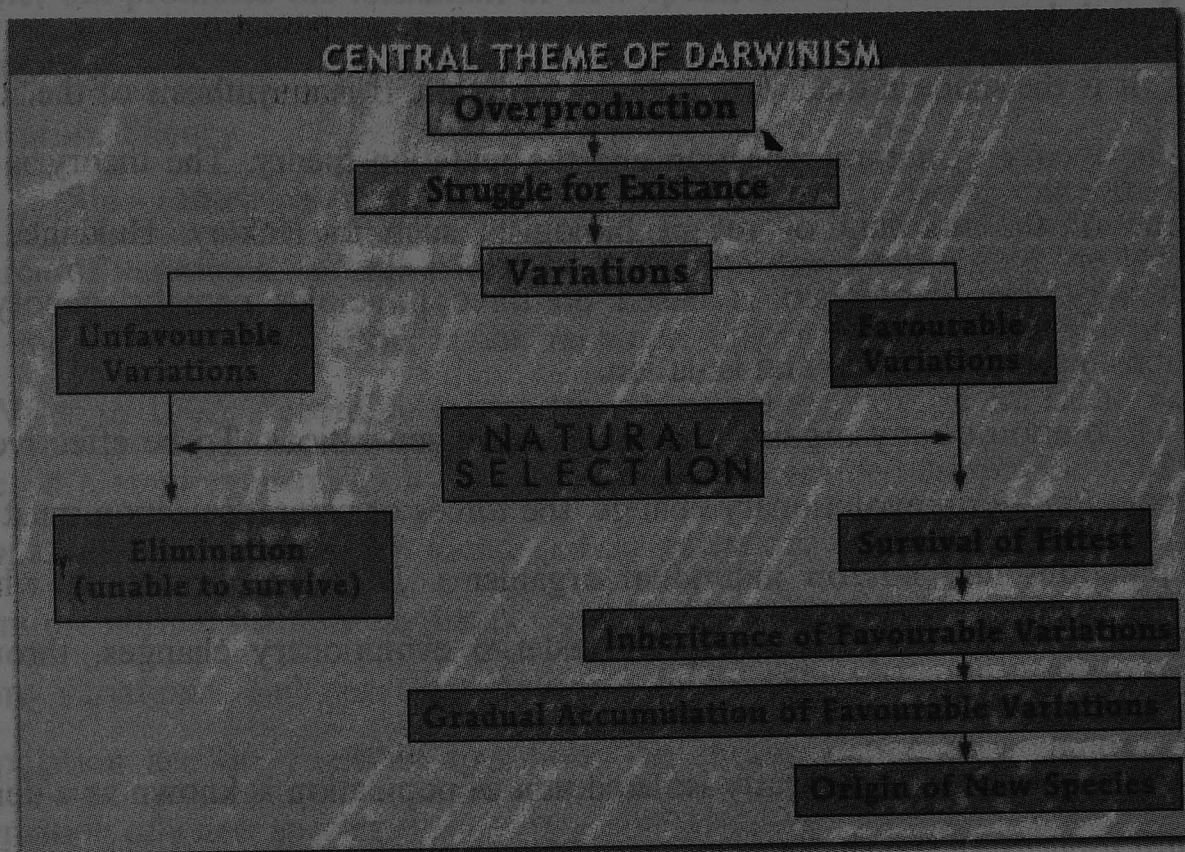 CENTRAL THEME OF DARWINISM
Overproduction
Struggle for Existance
Variations
Unfavourable
Variations
Favourable
Variations
NATURAL
SELECTION
Elimination
(unable to survive)
Survival of Fittest
Inheritance of Favourable Variations
Gradual Accumulation of Favourable Variations
Origin of New Species